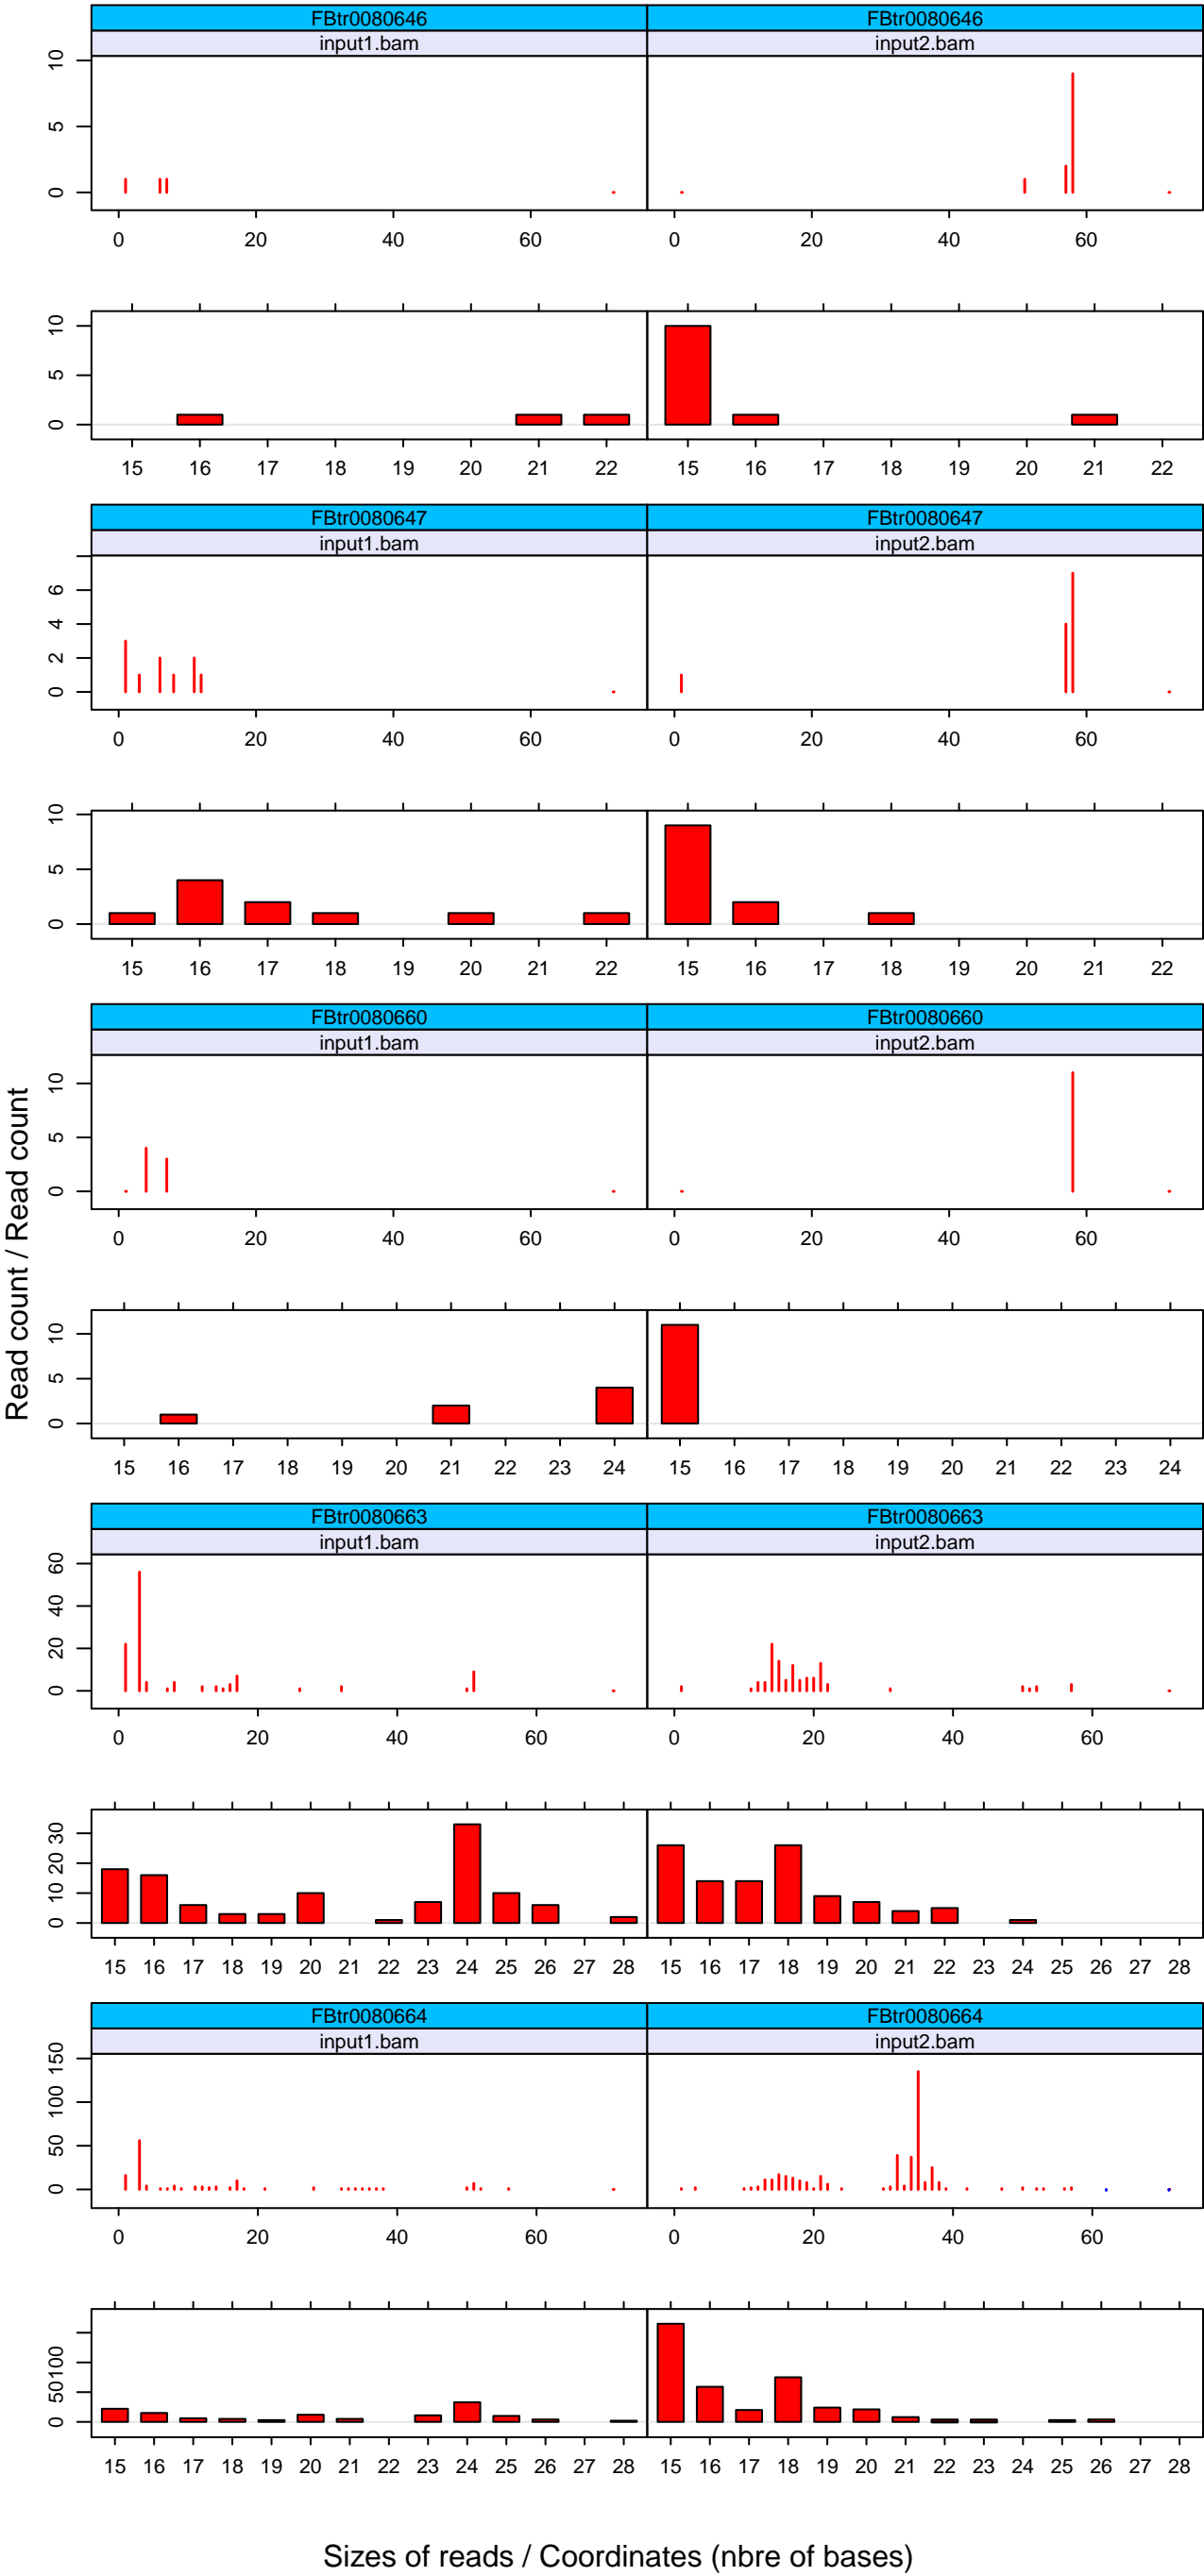 FBtr0080646 FBtr0080646
input1.bam input2.bam
10
5
0
0 20 40 60 0 20 40 60
10
5
0
15 16 17 18 19 20 21 22 15 16 17 18 19 20 21 22
FBtr0080647 FBtr0080647
input1.bam input2.bam
6
4
2
0
0 20 40 60 0 20 40 60
10
5
0
15 16 17 18 19 20 21 22 15 16 17 18 19 20 21 22
FBtr0080660 FBtr0080660
input1.bam input2.bam
10
5
0
0 20 40 60 0 20 40 60
Read count / Read count
10
5
0
15 16 17 18 19 20 21 22 23 24 15 16 17 18 19 20 21 22 23 24
FBtr0080663 FBtr0080663
input1.bam input2.bam
60
40
20
0
0 20 40 60 0 20 40 60
30
20
10
0
15 16 17 18 19 20 21 22 23 24 25 26 27 28 15 16 17 18 19 20 21 22 23 24 25 26 27 28
FBtr0080664 FBtr0080664
input1.bam input2.bam
150
100
50
0
0 20 40 60 0 20 40 60
100
50
0
15 16 17 18 19 20 21 22 23 24 25 26 27 28 15 16 17 18 19 20 21 22 23 24 25 26 27 28
Sizes of reads / Coordinates (nbre of bases)